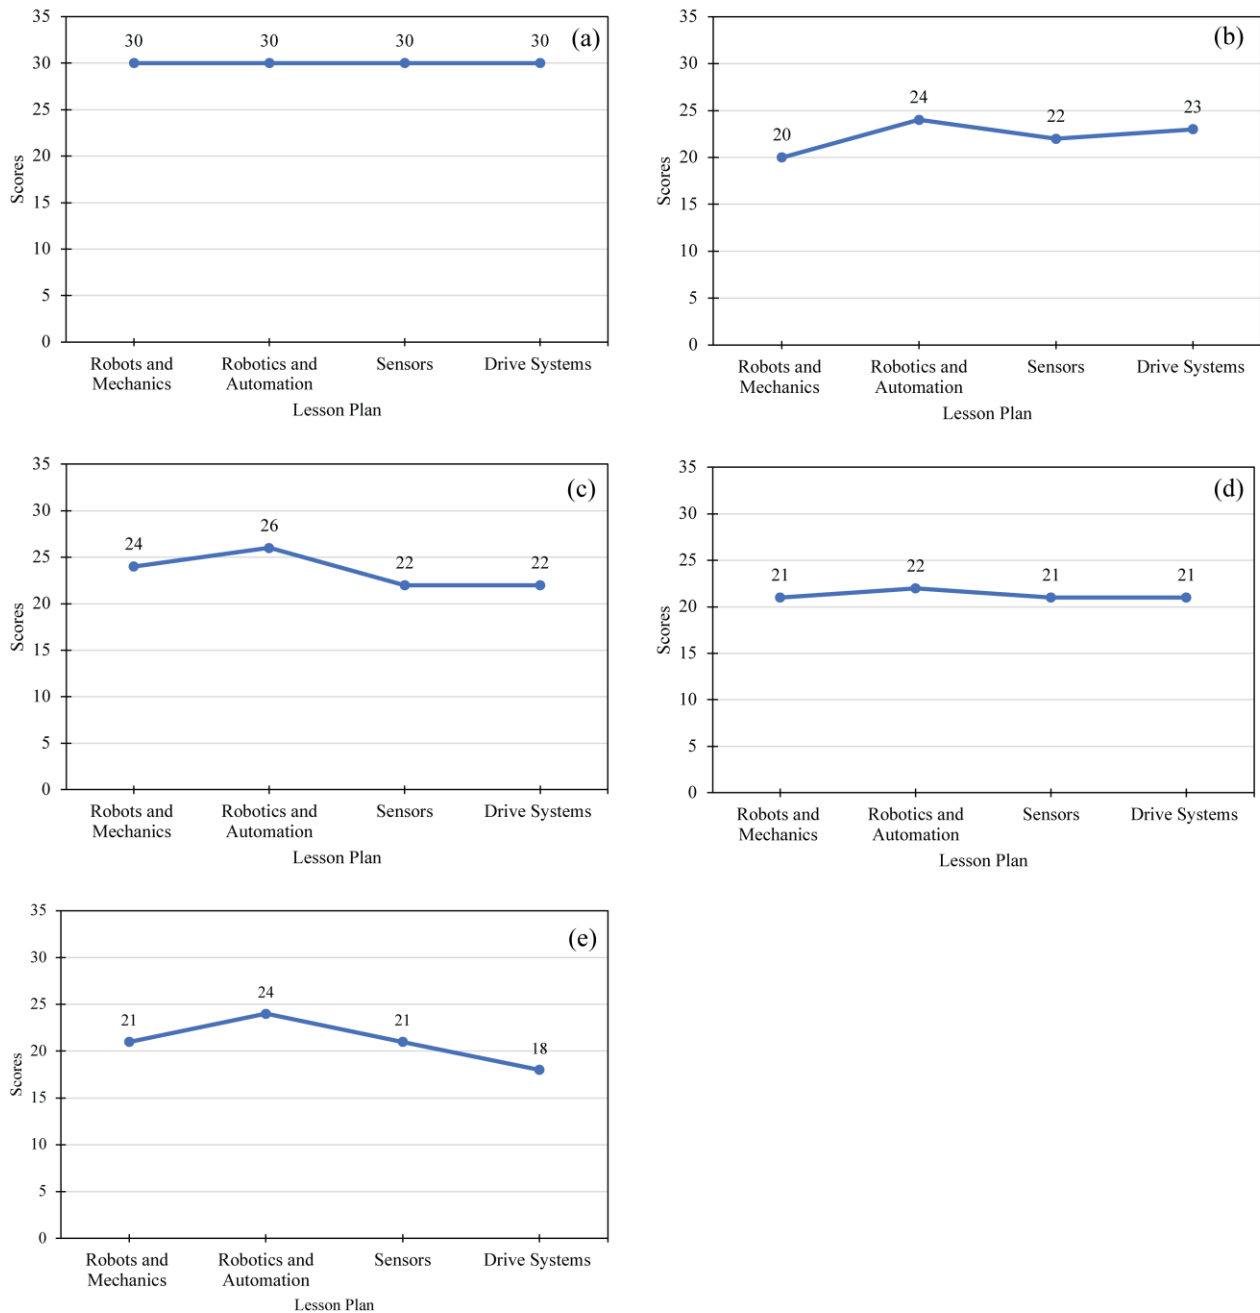 35
30
25
20
15
10
5
0
Scores
30 30 30 30
(a)
Robots and Mechanics
Robotics and Automation
Sensors
Drive Systems
Lesson Plan
35
30
25
20
15
10
5
0
Scores
20 24 22 23
(b)
Robots and Mechanics
Robotics and Automation
Sensors
Drive Systems
Lesson Plan
35
30
25
20
15
10
5
0
Scores
24 26 22 22
(c)
Robots and Mechanics
Robotics and Automation
Sensors
Drive Systems
Lesson Plan
35
30
25
20
15
10
5
0
Scores
21 22 21 21
(d)
Robots and Mechanics
Robotics and Automation
Sensors
Drive Systems
Lesson Plan
35
30
25
20
15
10
5
0
Scores
21 24 21 18
(e)
Robots and Mechanics
Robotics and Automation
Sensors
Drive Systems
Lesson Plan